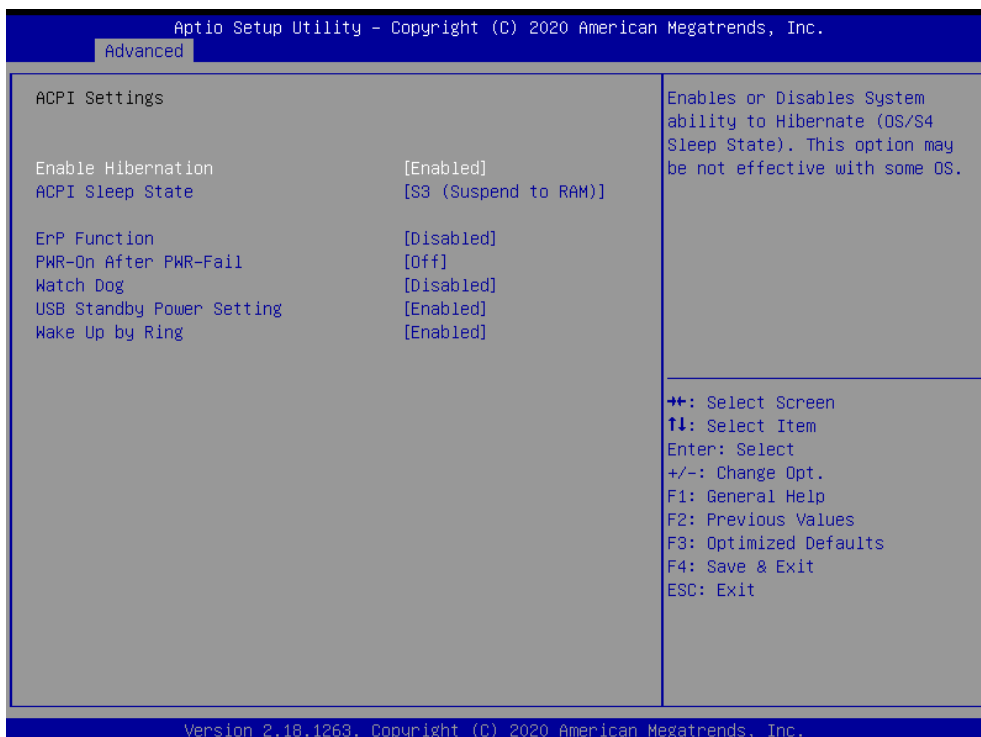 Aptio Setup Utility – Copyright (C) 2020 American Megatrends, Inc.
Advanced
ACPI Settings
Enable Hibernation [Enabled]
ACPI Sleep State [S3 (Suspend to RAM)]
ErP Function [Disabled]
PWR-On After PWR-Fail [Off]
Watch Dog [Disabled]
USB Standby Power Setting [Enabled]
Wake Up by Ring [Enabled]
Enables or Disables System
ability to Hibernate (OS/S4
Sleep State). This option may
be not effective with some OS.
→←: Select Screen
↑↓: Select Item
Enter: Select
+/-: Change Opt.
F1: General Help
F2: Previous Values
F3: Optimized Defaults
F4: Save & Exit
ESC: Exit
Version 2.18.1263. Copyright (C) 2020 American Megatrends, Inc.